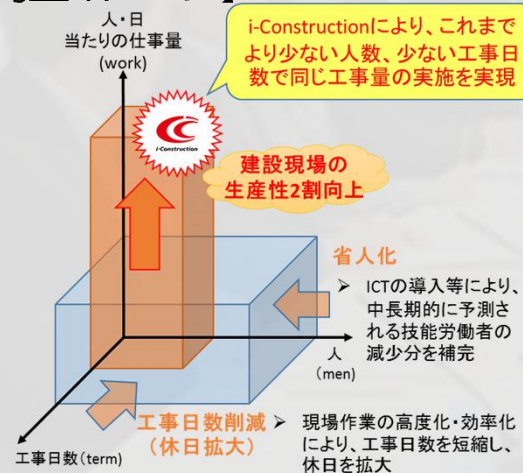 人・日
当たりの仕事量
(work)
i-Constructionにより、これまで
より少ない人数、少ない工事日
数で同じ工事量の実施を実現
i-Construction
建設現場の
生産性2割向上
省人化
➢ ICTの導入等により、
中長期的に予測さ
れる技能労働者の
減少分を補完
人
(men)
工事日数削減
(休日拡大)
➢ 現場作業の高度化・効率化
により、工事日数を短縮し、
休日を拡大
工事日数(term)